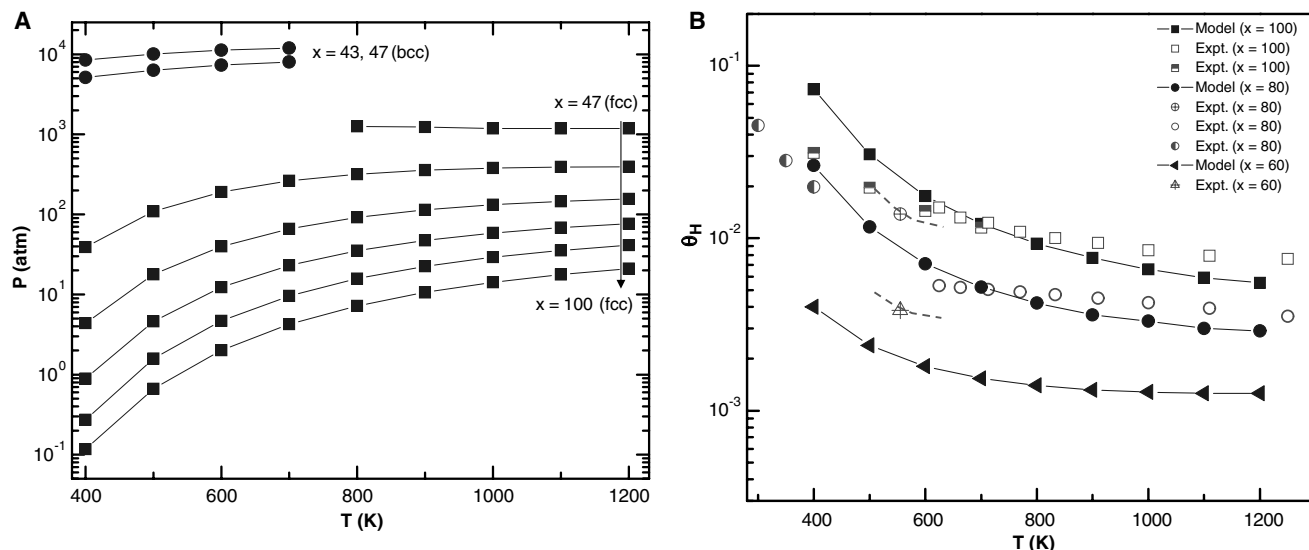 A
P (atm)
10^4
10^3
10^2
10^1
10^0
10^-1
x = 43, 47 (bcc)
x = 47 (fcc)
x = 100 (fcc)
400 600 800 1000 1200
T (K)
B
θ_H
10^-1
10^-2
10^-3
Model (x = 100)
Expt. (x = 100)
Expt. (x = 100)
Model (x = 80)
Expt. (x = 80)
Expt. (x = 80)
Expt. (x = 80)
Model (x = 60)
Expt. (x = 60)
400 600 800 1000 1200
T (K)